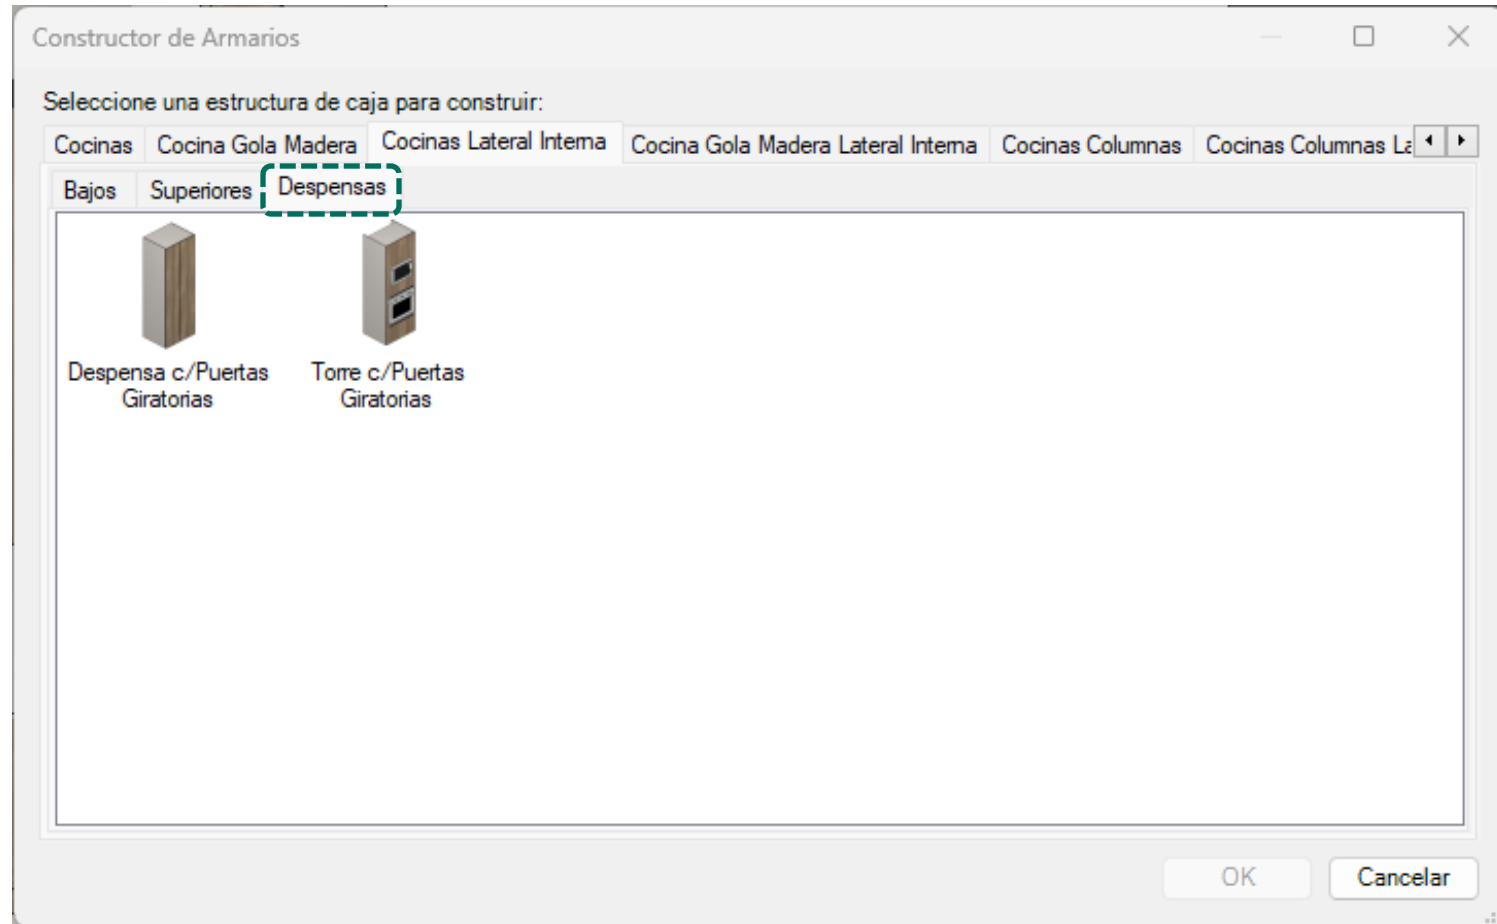 Constructor de Armarios
Seleccione una estructura de caja para construir:
Cocinas Cocina Gola Madera Cocinas Lateral Interna Cocina Gola Madera Lateral Interna Cocinas Columnas Cocinas Columnas La
Bajos Superiores Despensas
Despensa c/Puertas
Giratorias
Torre c/Puertas
Giratorias
OK Cancelar